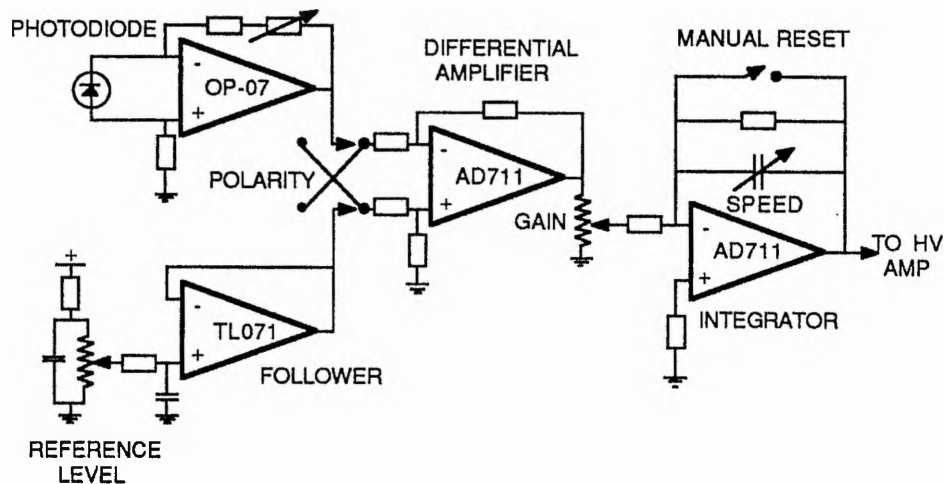 PHOTODIODE
-
OP-07
+
DIFFERENTIAL
AMPLIFIER
MANUAL RESET
POLARITY
-
AD711
+
GAIN
SPEED
-
AD711
+
TO HV
AMP
INTEGRATOR
+
-
TL071
+
FOLLOWER
REFERENCE
LEVEL